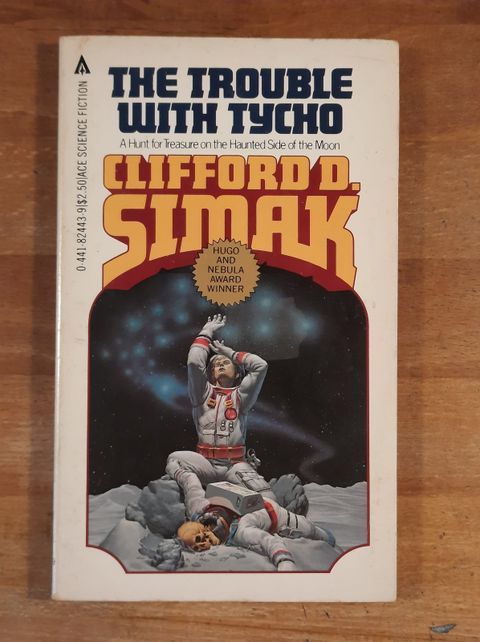 THE TROUBLE
WITH TYCHO
A Hunt for Treasure on the Haunted Side of the Moon
CLIFFORD D.
SIMAK
HUGO
AND
NEBULA
AWARD
WINNER
0-441-82443-9|$2.50|ACE SCIENCE FICTION
A